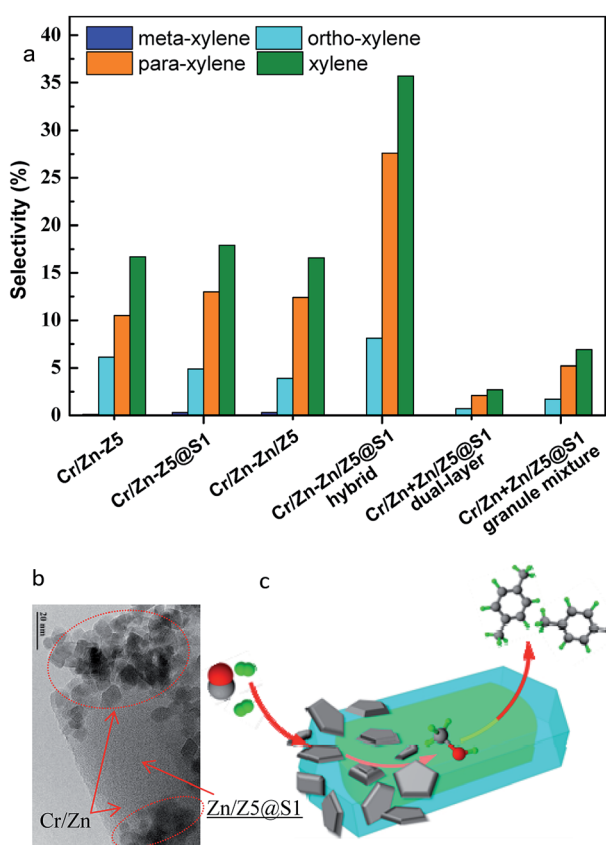 a
meta-xylene
ortho-xylene
para-xylene
xylene
Selectivity (%)
40
35
30
25
20
15
10
5
0
Cr/Zn-Z5
Cr/Zn-Z5@S1
Cr/Zn-Zn/Z5
Cr/Zn-Zn/Z5@S1
hybrid
Cr/Zn+Zn/Z5@S1
dual-layer
Cr/Zn+Zn/Z5@S1
granule mixture
b
c
20 nm
Cr/Zn
Zn/Z5@S1